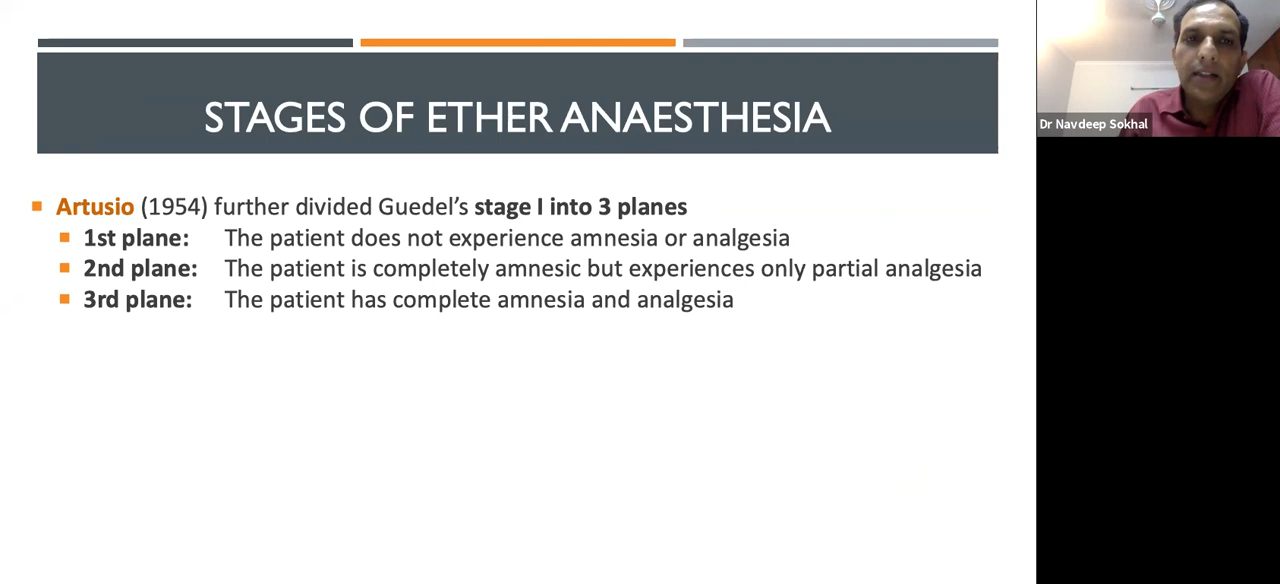 STAGES OF ETHER ANAESTHESIA
Artusio (1954) further divided Guedel's stage I into 3 planes
1st plane: The patient does not experience amnesia or analgesia
2nd plane: The patient is completely amnesic but experiences only partial analgesia
3rd plane: The patient has complete amnesia and analgesia
Dr Navdeep Sokhal